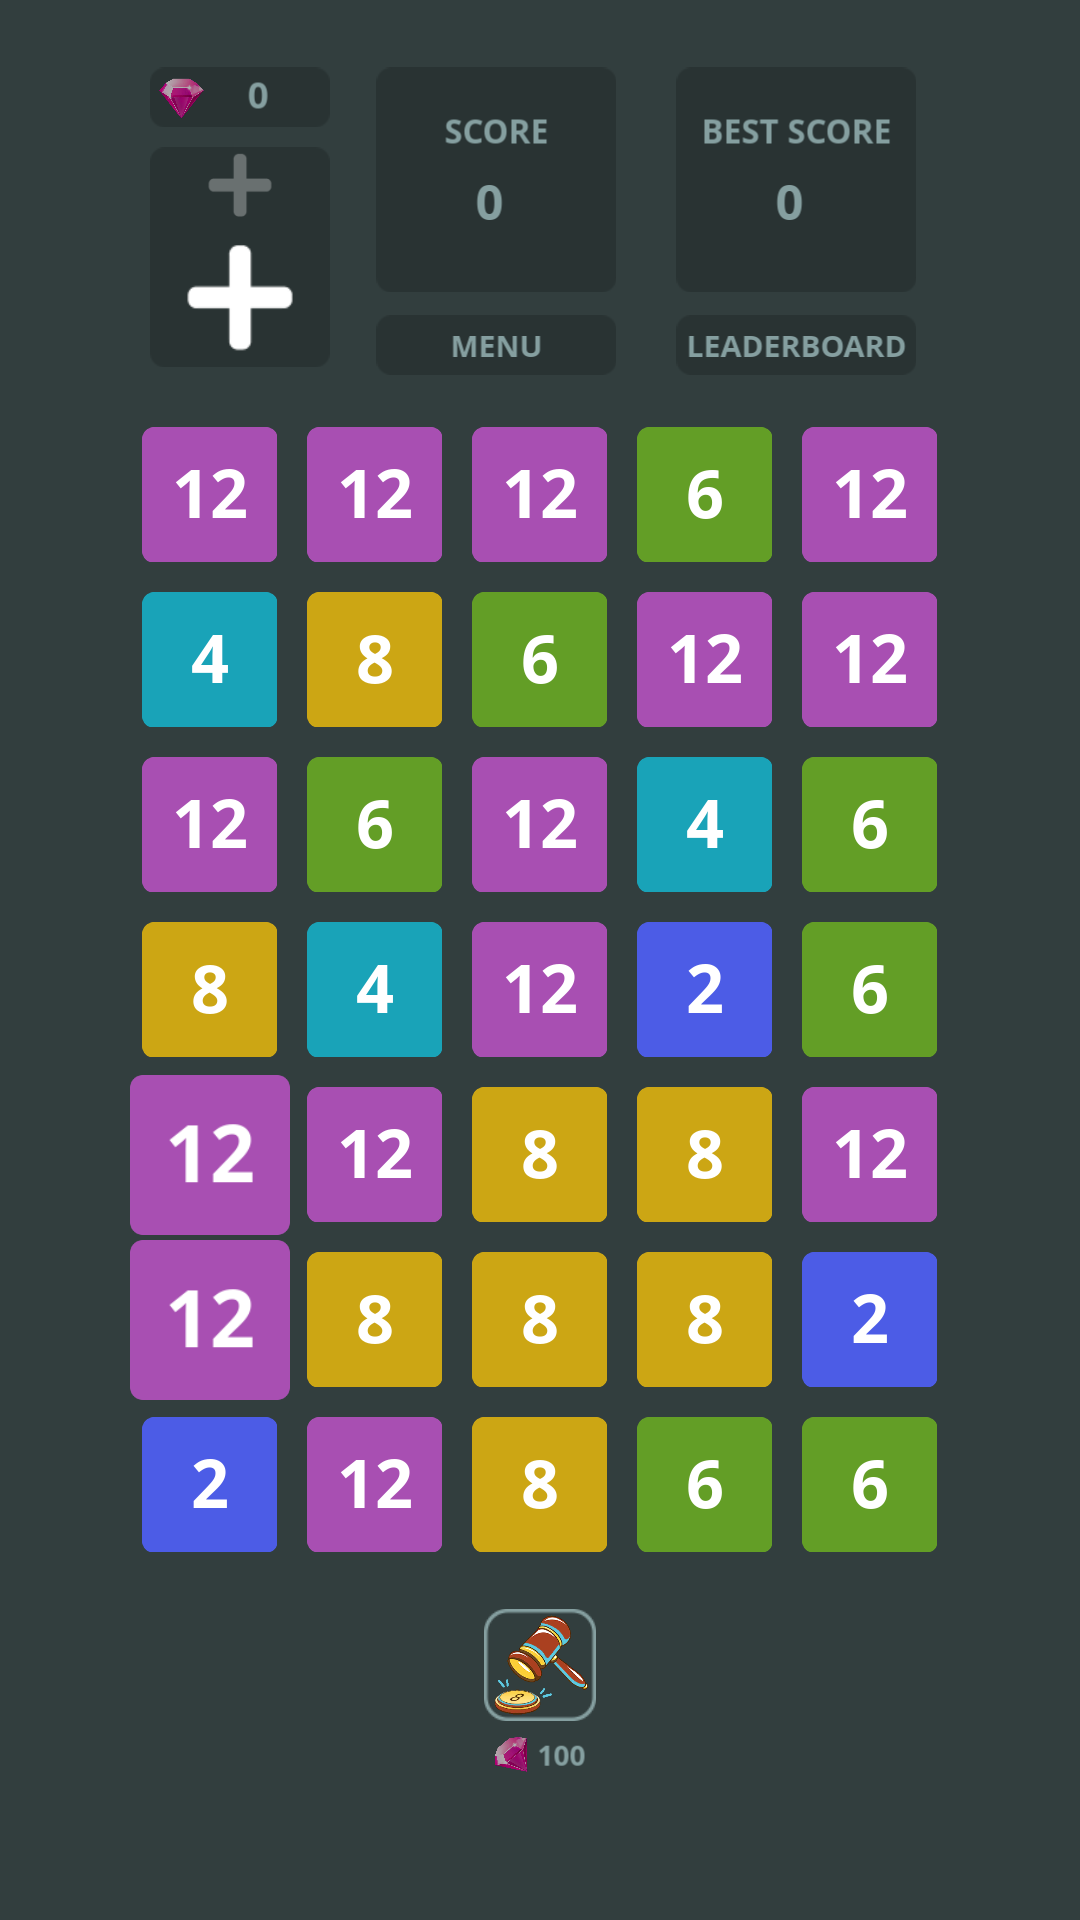 0
SCORE
BEST SCORE
0
0
MENU
LEADERBOARD
12 12 12 6 12
4 8 6 12 12
12 6 12 4 6
8 4 12 2 6
12 12 8 8 12
12 8 8 8 2
2 12 8 6 6
8
100